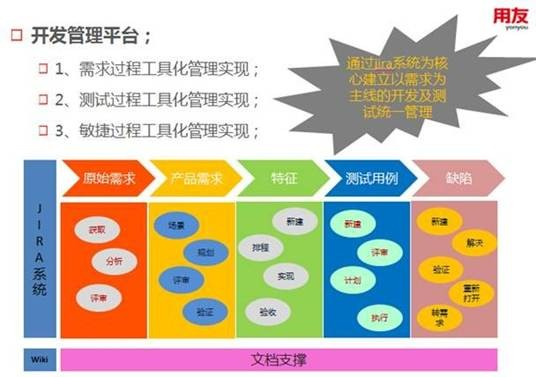 用友
yonyou
开发管理平台；
1、需求过程工具化管理实现；
2、测试过程工具化管理实现；
3、敏捷过程工具化管理实现；
通过jira系统为核
心建立以需求为
主线的开发及测
试统一管理
原始需求
产品需求
特征
测试用例
缺陷
JIRA系统
获取
分析
评审
场景
规划
评审
验证
新建
排程
实现
验收
新建
评审
计划
执行
新建
解决
验证
重新
打开
转需
求
Wiki
文档支撑